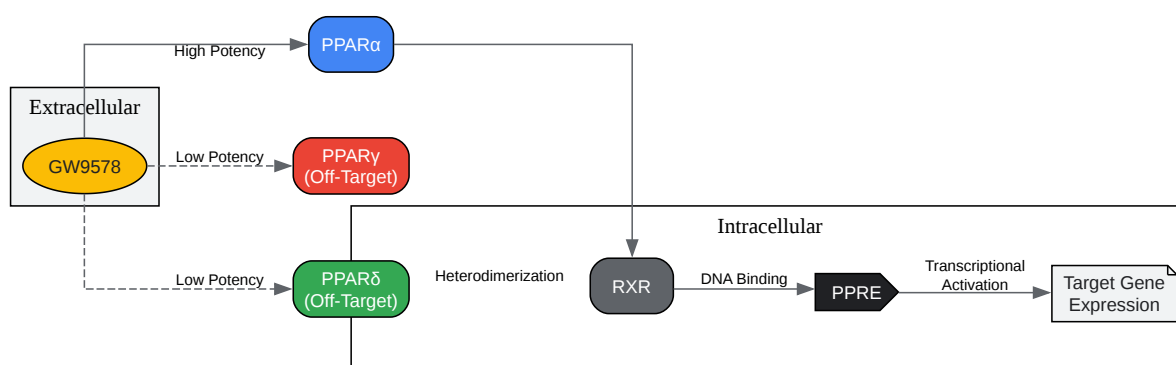 PPARα
High Potency
Extracellular
GW9578
Low Potency
PPARγ
(Off-Target)
Intracellular
Low Potency
PPARδ
(Off-Target)
Heterodimerization
RXR
DNA Binding
PPRE
Transcriptional
Activation
Target Gene
Expression